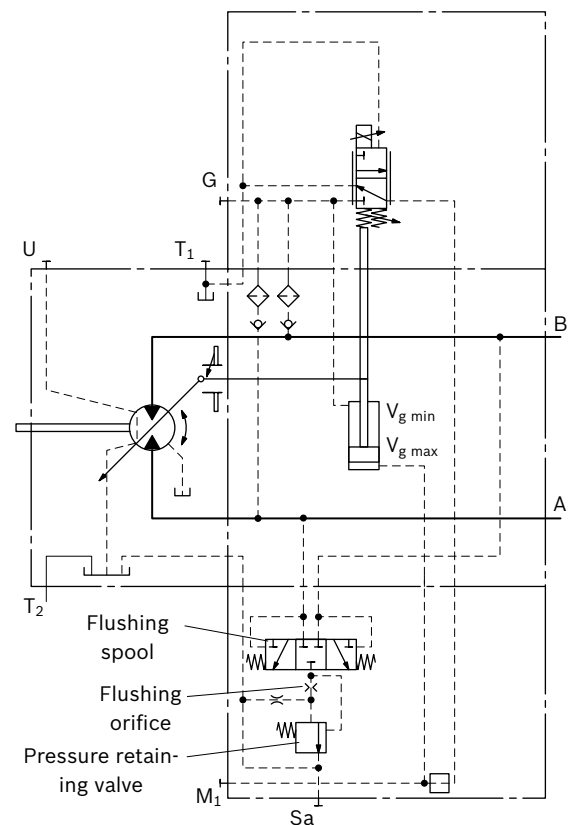 G
U
T1
B
Vg min
Vg max
A
T2
Flushing
spool
Flushing
orifice
Pressure retain-
ing valve
M1
Sa